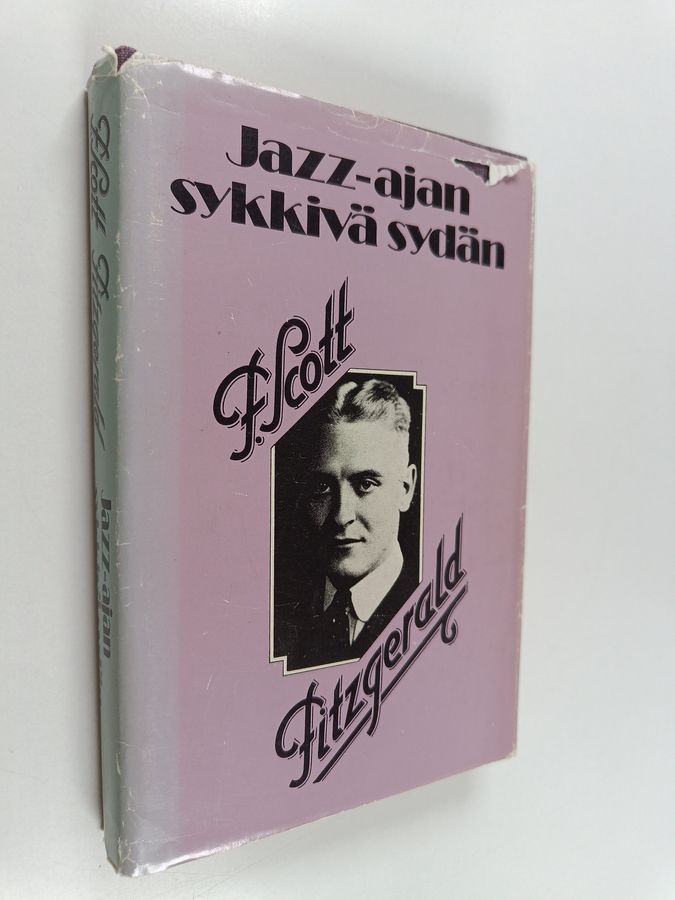 Jazz-ajan
sykkivä sydän
F. Scott
Fitzgerald
F. Scott Fitzgerald
Jazz-ajan